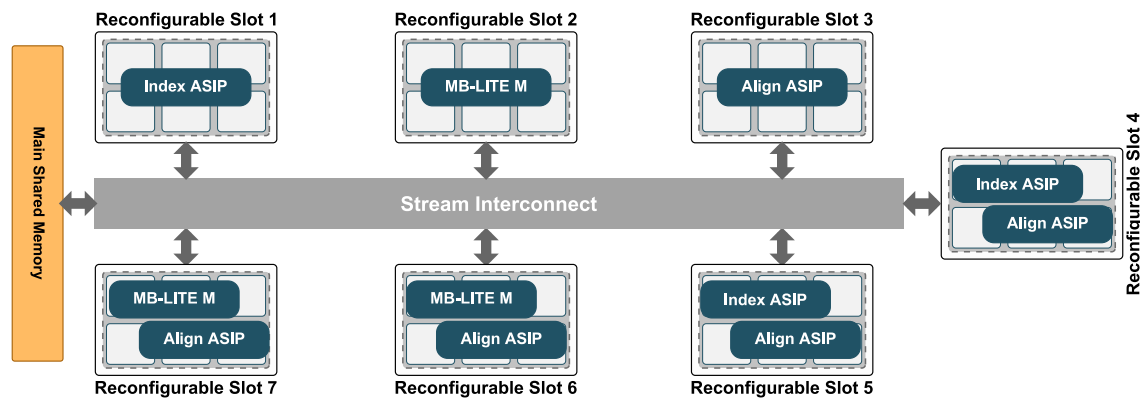 Reconfigurable Slot 1
Reconfigurable Slot 2
Reconfigurable Slot 3
Index ASIP
MB-LITE M
Align ASIP
Main Shared Memory
Stream Interconnect
Reconfigurable Slot 4
Index ASIP
Align ASIP
MB-LITE M
Align ASIP
MB-LITE M
Align ASIP
Index ASIP
Align ASIP
Reconfigurable Slot 7
Reconfigurable Slot 6
Reconfigurable Slot 5